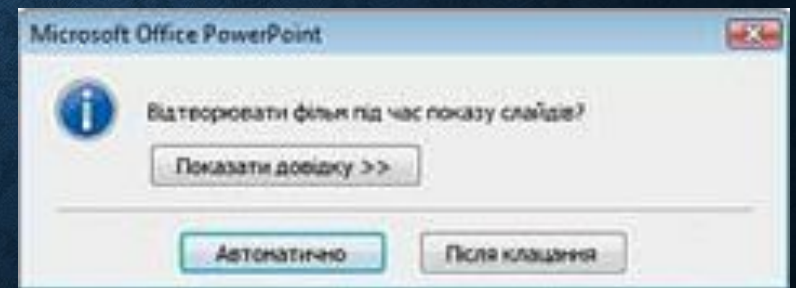 Microsoft Office PowerPoint
Відтворювати фільм під час показу слайдів?
Показати довідку >>
Автоматично
Після клацання